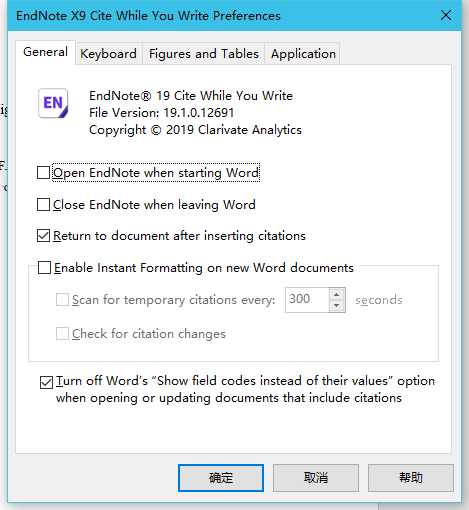 EndNote X9 Cite While You Write Preferences
General
Keyboard
Figures and Tables
Application
EN
EndNote® 19 Cite While You Write
File Version: 19.1.0.12691
Copyright © 2019 Clarivate Analytics
Open EndNote when starting Word
Close EndNote when leaving Word
Return to document after inserting citations
Enable Instant Formatting on new Word documents
Scan for temporary citations every: 300 seconds
Check for citation changes
Turn off Word's “Show field codes instead of their values” option
when opening or updating documents that include citations
确定
取消
帮助